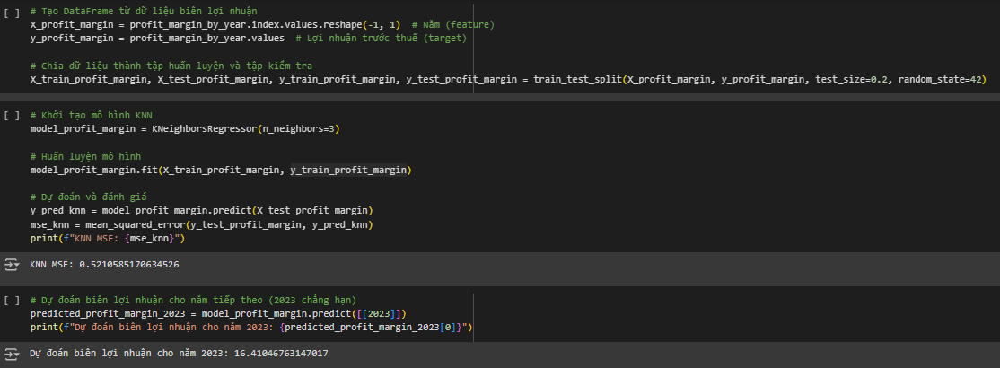 [ ] # Tạo DataFrame từ dữ liệu biên lợi nhuận
X_profit_margin = profit_margin_by_year.index.values.reshape(-1, 1)  # Năm (feature)
y_profit_margin = profit_margin_by_year.values  # Lợi nhuận trước thuế (target)
# Chia dữ liệu thành tập huấn luyện và tập kiểm tra
X_train_profit_margin, X_test_profit_margin, y_train_profit_margin, y_test_profit_margin = train_test_split(X_profit_margin, y_profit_margin, test_size=0.2, random_state=42)
[ ] # Khởi tạo mô hình KNN
model_profit_margin = KNeighborsRegressor(n_neighbors=3)
# Huấn luyện mô hình
model_profit_margin.fit(X_train_profit_margin, y_train_profit_margin)
# Dự đoán và đánh giá
y_pred_knn = model_profit_margin.predict(X_test_profit_margin)
mse_knn = mean_squared_error(y_test_profit_margin, y_pred_knn)
print(f"KNN MSE: {mse_knn}")
KNN MSE: 0.5210585170634526
[ ] # Dự đoán biên lợi nhuận cho năm tiếp theo (2023 chẳng hạn)
predicted_profit_margin_2023 = model_profit_margin.predict([[2023]])
print(f"Dự đoán biên lợi nhuận cho năm 2023: {predicted_profit_margin_2023[0]}")
Dự đoán biên lợi nhuận cho năm 2023: 16.41046763147017